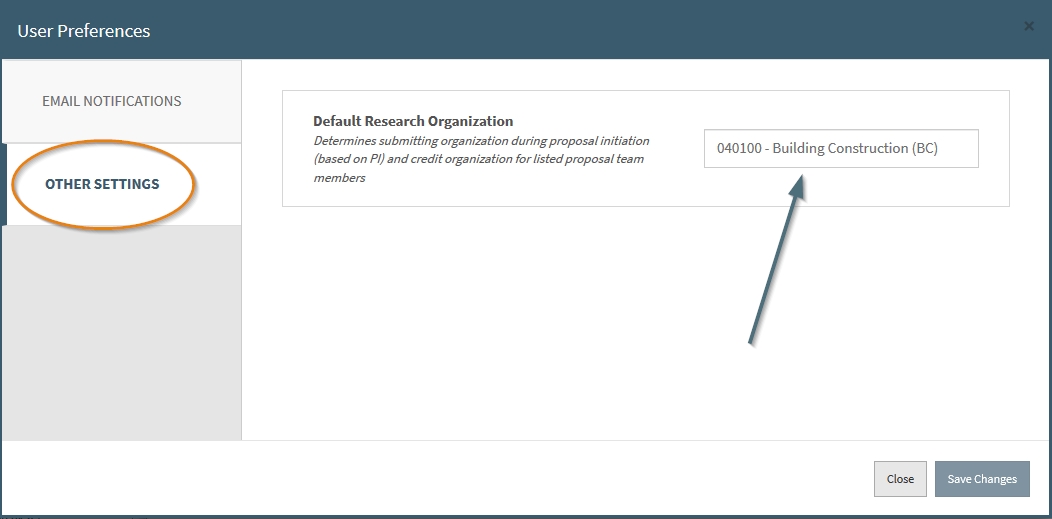 User Preferences
×
EMAIL NOTIFICATIONS
OTHER SETTINGS
Default Research Organization
Determines submitting organization during proposal initiation
(based on PI) and credit organization for listed proposal team
members
040100 - Building Construction (BC)
Close
Save Changes